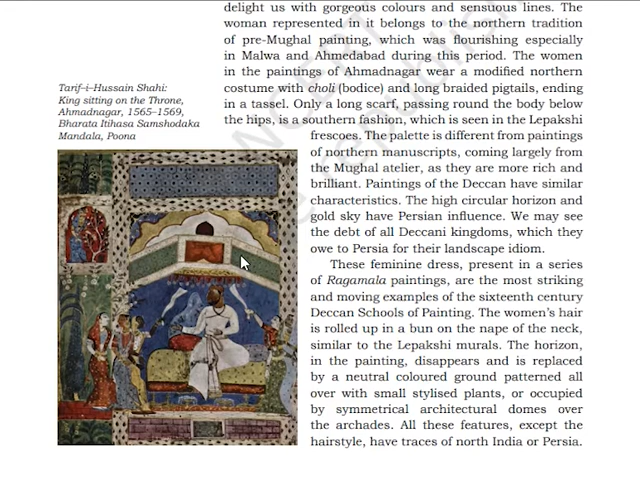 delight us with gorgeous colours and sensuous lines. The
woman represented in it belongs to the northern tradition
of pre-Mughal painting, which was flourishing especially
in Malwa and Ahmedabad during this period. The women
in the paintings of Ahmadnagar wear a modified northern
costume with choli (bodice) and long braided pigtails, ending
in a tassel. Only a long scarf, passing round the body below
the hips, is a southern fashion, which is seen in the Lepakshi
frescoes. The palette is different from paintings
of northern manuscripts, coming largely from
the Mughal atelier, as they are more rich and
brilliant. Paintings of the Deccan have similar
characteristics. The high circular horizon and
gold sky have Persian influence. We may see
the debt of all Deccani kingdoms, which they
owe to Persia for their landscape idiom.
These feminine dress, present in a series
of Ragamala paintings, are the most striking
and moving examples of the sixteenth century
Deccan Schools of Painting. The women's hair
is rolled up in a bun on the nape of the neck,
similar to the Lepakshi murals. The horizon,
in the painting, disappears and is replaced
by a neutral coloured ground patterned all
over with small stylised plants, or occupied
by symmetrical architectural domes over
the archades. All these features, except the
hairstyle, have traces of north India or Persia.
Tarif-i-Hussain Shahi:
King sitting on the Throne,
Ahmadnagar, 1565–1569,
Bharata Itihasa Samshodaka
Mandala, Poona